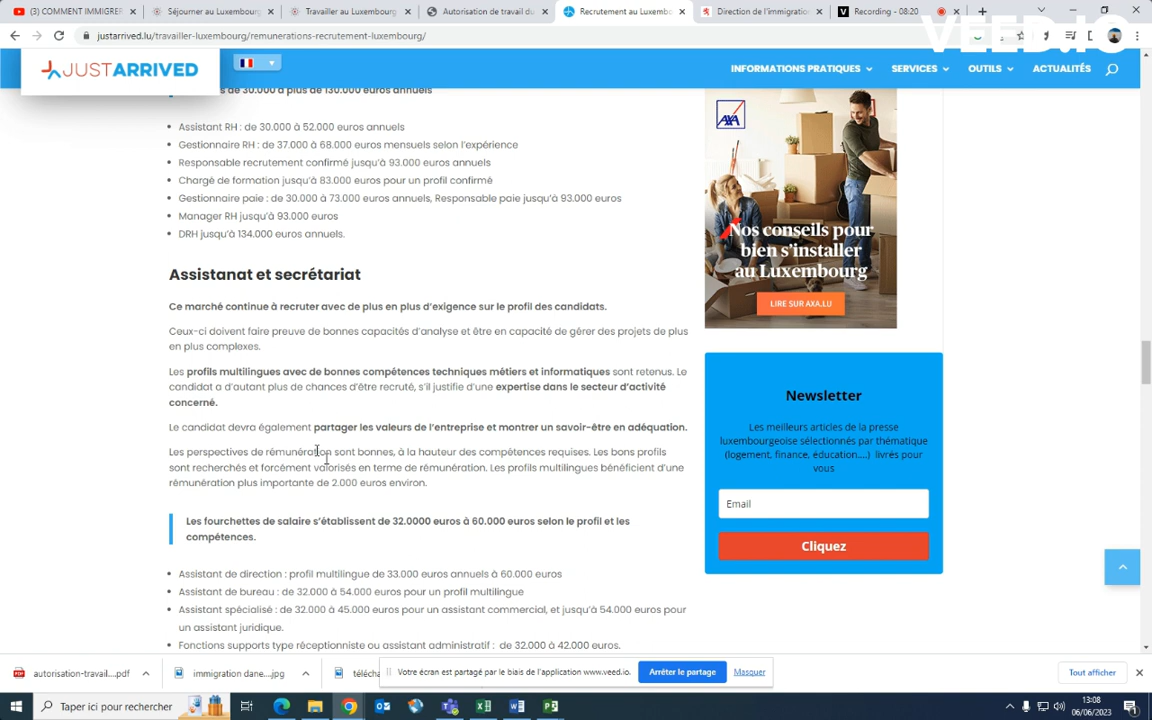 (3) COMMENT IMMIGRER
Séjourner au Luxembourg
Travailler au Luxembourg
Autorisation de travail du
Recrutement au Luxembo
Direction de l'immigration
Recording - 08:20
justarrived.lu/travailler-luxembourg/remunerations-recrutement-luxembourg/
VEED.IO
JUSTARRIVED
INFORMATIONS PRATIQUES
SERVICES
OUTILS
ACTUALITÉS
de 30.000 à plus de 130.000 euros annuels
• Assistant RH : de 30.000 à 52.000 euros annuels
• Gestionnaire RH : de 37.000 à 68.000 euros mensuels selon l'expérience
• Responsable recrutement confirmé jusqu'à 93.000 euros annuels
• Chargé de formation jusqu'à 83.000 euros pour un profil confirmé
• Gestionnaire paie : de 30.000 à 73.000 euros annuels, Responsable paie jusqu'à 93.000 euros
• Manager RH jusqu'à 93.000 euros
• DRH jusqu'à 134.000 euros annuels.
Assistanat et secrétariat
Ce marché continue à recruter avec de plus en plus d'exigence sur le profil des candidats.
Ceux-ci doivent faire preuve de bonnes capacités d'analyse et être en capacité de gérer des projets de plus
en plus complexes.
Les profils multilingues avec de bonnes compétences techniques métiers et informatiques sont retenus. Le
candidat a d'autant plus de chances d'être recruté, s'il justifie d'une expertise dans le secteur d'activité
concerné.
Le candidat devra également partager les valeurs de l'entreprise et montrer un savoir-être en adéquation.
Les perspectives de rémunération sont bonnes, à la hauteur des compétences requises. Les bons profils
sont recherchés et forcément valorisés en terme de rémunération. Les profils multilingues bénéficient d'une
rémunération plus importante de 2.000 euros environ.
Les fourchettes de salaire s'établissent de 32.0000 euros à 60.000 euros selon le profil et les
compétences.
• Assistant de direction : profil multilingue de 33.000 euros annuels à 60.000 euros
• Assistant de bureau : de 32.000 à 54.000 euros pour un profil multilingue
• Assistant spécialisé : de 32.000 à 45.000 euros pour un assistant commercial, et jusqu'à 54.000 euros pour
un assistant juridique.
• Fonctions supports type réceptionniste ou assistant administratif : de 32.000 à 42.000 euros.
AXA
Nos conseils pour
bien s'installer
au Luxembourg
LIRE SUR AXA.LU
Newsletter
Les meilleurs articles de la presse
luxembourgeoise sélectionnés par thématique
(logement, finance, éducation....) livrés pour
vous
Email
Cliquez
autorisation-travail....pdf
immigration dane....jpg
télécha
Votre écran est partagé par le biais de l'application www.veed.io.
Arrêter le partage
Masquer
Tout afficher
Taper ici pour rechercher
13:08
06/06/2023